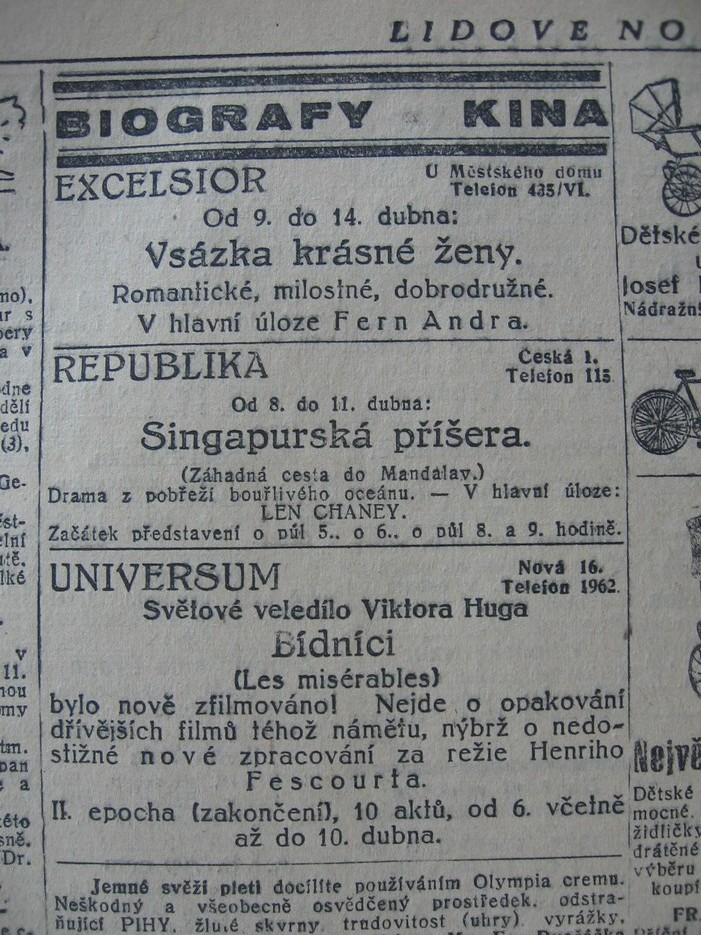 LIDOVE NO
BIOGRAFY KINA
EXCELSIOR
U Městského domu
Telefon 435/VI.
Od 9. do 14. dubna:
Vsázka krásné ženy.
Romantické, milostné, dobrodružné.
V hlavní úloze Fern Andra.
REPUBLIKA
Česká 1.
Telefon 115
Od 8. do 11. dubna:
Singapurská příšera.
(Záhadná cesta do Mandalay.)
Drama z pobřeží bouřlivého oceánu. — V hlavní úloze:
LEN CHANEY.
Začátek představení o půl 5., o 6., o půl 8. a 9. hodině.
UNIVERSUM
Nová 16.
Telefon 1962.
Světové veledílo Viktora Huga
Bídníci
(Les misérables)
bylo nově zfilmováno! Nejde o opakování
dřívějších filmů téhož námětu, nýbrž o nedo-
stižné nové zpracování za režie Henriho
Fescourta.
II. epocha (zakončení), 10 aktů, od 6. včetně
až do 10. dubna.
Jemné svěží pleti docílíte používáním Olympia cremu.
Neškodný a všeobecně osvědčený prostředek, odstra-
ňující PIHY, žluté skvrny, trudovitost (uhry), vyrážky,
Dětské
Josef
Nádražní
Největ
Dětské
mocné.
židličky
drátěné
výběru
koupí
FR.